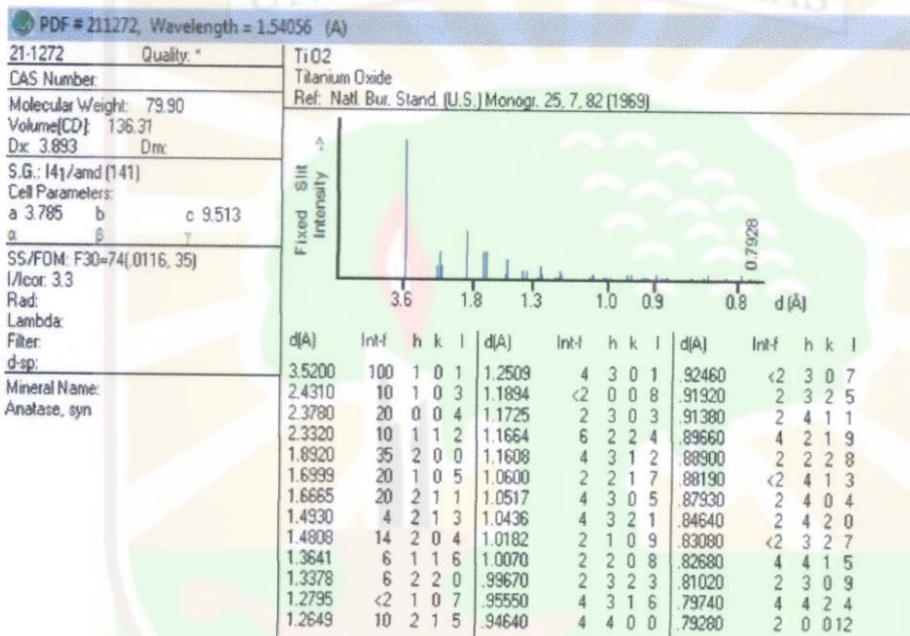 PDF # 211272, Wavelength = 1.54056 (A)
21-1272 Quality: *
CAS Number:
Molecular Weight: 79.90
Volume[CD]: 136.31
Dx: 3.893 Dm:
S.G.: I41/amd (141)
Cell Parameters:
a 3.785 b c 9.513
α β γ
SS/FOM: F30=74(.0116, 35)
I/Icor: 3.3
Rad:
Lambda:
Filter:
d-sp:
Mineral Name:
Anatase, syn
TiO2
Titanium Oxide
Ref: Natl. Bur. Stand. (U.S.) Monogr. 25, 7, 82 (1969)
Fixed Slit
Intensity ->
0.7928
3.6 1.8 1.3 1.0 0.9 0.8 d (Å)
d(A) Int-f h k l d(A) Int-f h k l d(A) Int-f h k l
3.5200 100 1 0 1 1.2509 4 3 0 1 .92460 <2 3 0 7
2.4310 10 1 0 3 1.1894 <2 0 0 8 .91920 2 3 2 5
2.3780 20 0 0 4 1.1725 2 3 0 3 .91380 2 4 1 1
2.3320 10 1 1 2 1.1664 6 2 2 4 .89660 4 2 1 9
1.8920 35 2 0 0 1.1608 4 3 1 2 .88900 2 2 2 8
1.6999 20 1 0 5 1.0600 2 2 1 7 .88190 <2 4 1 3
1.6665 20 2 1 1 1.0517 4 3 0 5 .87930 2 4 0 4
1.4930 4 2 1 3 1.0436 4 3 2 1 .84640 2 4 2 0
1.4808 14 2 0 4 1.0182 2 1 0 9 .83080 <2 3 2 7
1.3641 6 1 1 6 1.0070 2 2 0 8 .82680 4 4 1 5
1.3378 6 2 2 0 .99670 2 3 2 3 .81020 2 3 0 9
1.2795 <2 1 0 7 .95550 4 3 1 6 .79740 4 4 2 4
1.2649 10 2 1 5 .94640 4 4 0 0 .79280 2 0 0 12